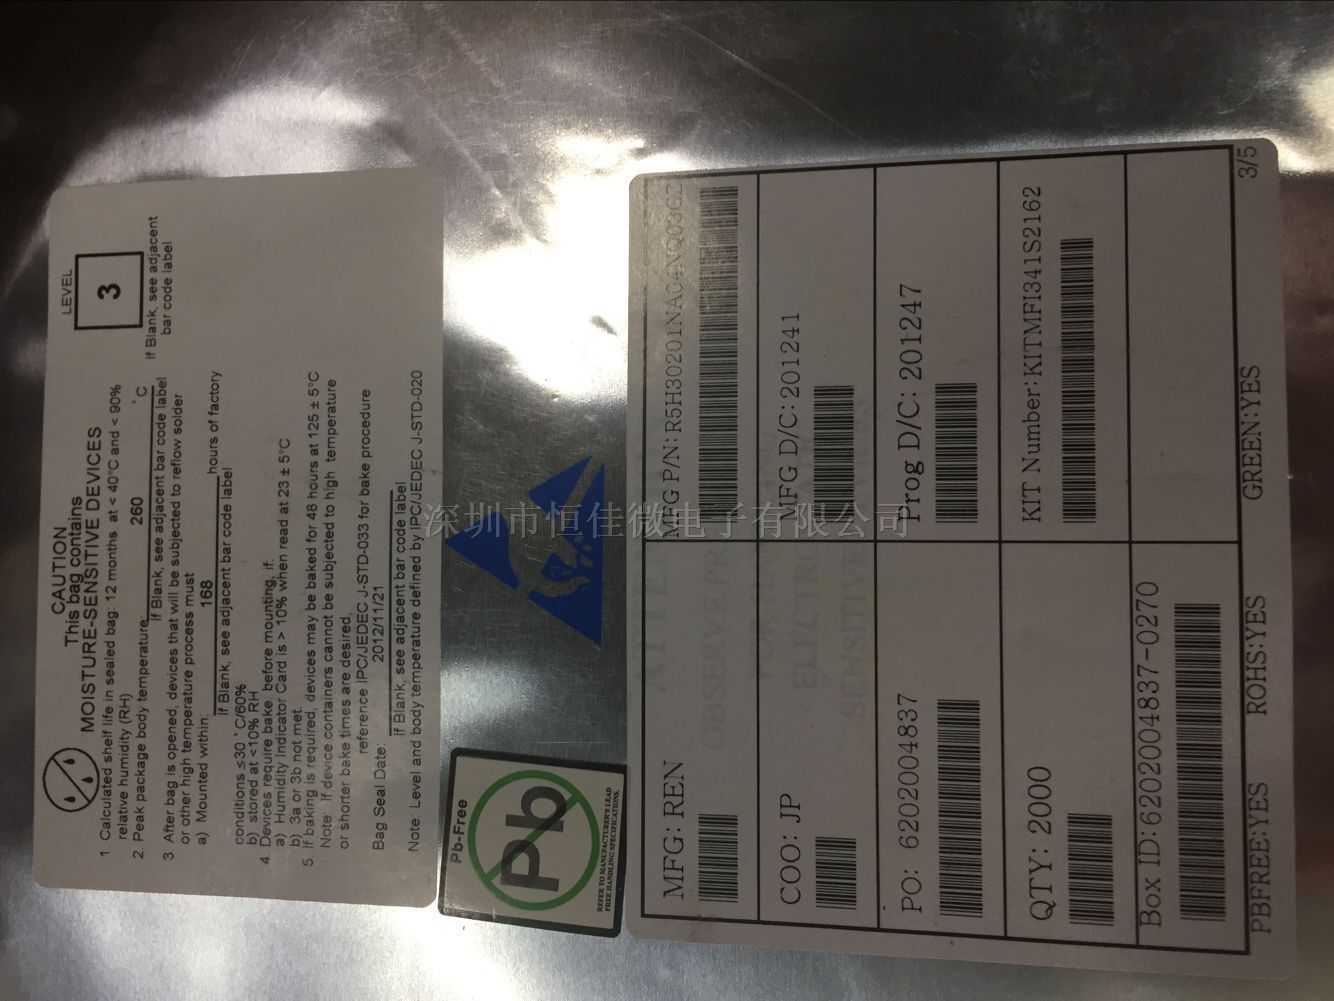 CAUTION
This bag contains
MOISTURE-SENSITIVE DEVICES
LEVEL
3
If Blank, see adjacent
bar code label
1. Calculated shelf life in sealed bag: 12 months at < 40°C and < 90%
relative humidity (RH)
2. Peak package body temperature: 260 °C
If Blank, see adjacent bar code label
3. After bag is opened, devices that will be subjected to reflow solder
or other high temperature process must
a) Mounted within: 168 hours of factory
If Blank, see adjacent bar code label
conditions ≤30 °C/60%
b) stored at <10% RH
4. Devices require bake, before mounting, if:
a) Humidity Indicator Card is > 10% when read at 23 ± 5°C
b) 3a or 3b not met.
5. If baking is required, devices may be baked for 48 hours at 125 ± 5°C
Note: If device containers cannot be subjected to high temperature
or shorter bake times are desired,
reference IPC/JEDEC J-STD-033 for bake procedure
Bag Seal Date: 2012/11/21
If Blank, see adjacent bar code label
Note: Level and body temperature defined by IPC/JEDEC J-STD-020
Pb-Free
Pb
REFER TO MANUFACTURER'S LEAD
FREE HANDLING SPECIFICATIONS.
深圳市恒佳微电子有限公司
MFG: REN
MFG P/N:R5H30201NA04NQ03GZ
COO: JP
MFG D/C:201241
PO: 6202004837
Prog D/C: 201247
QTY: 2000
KIT Number:KITMFI341S2162
Box ID:6202004837-0270
PBFREE:YES ROHS:YES GREEN:YES 3/5